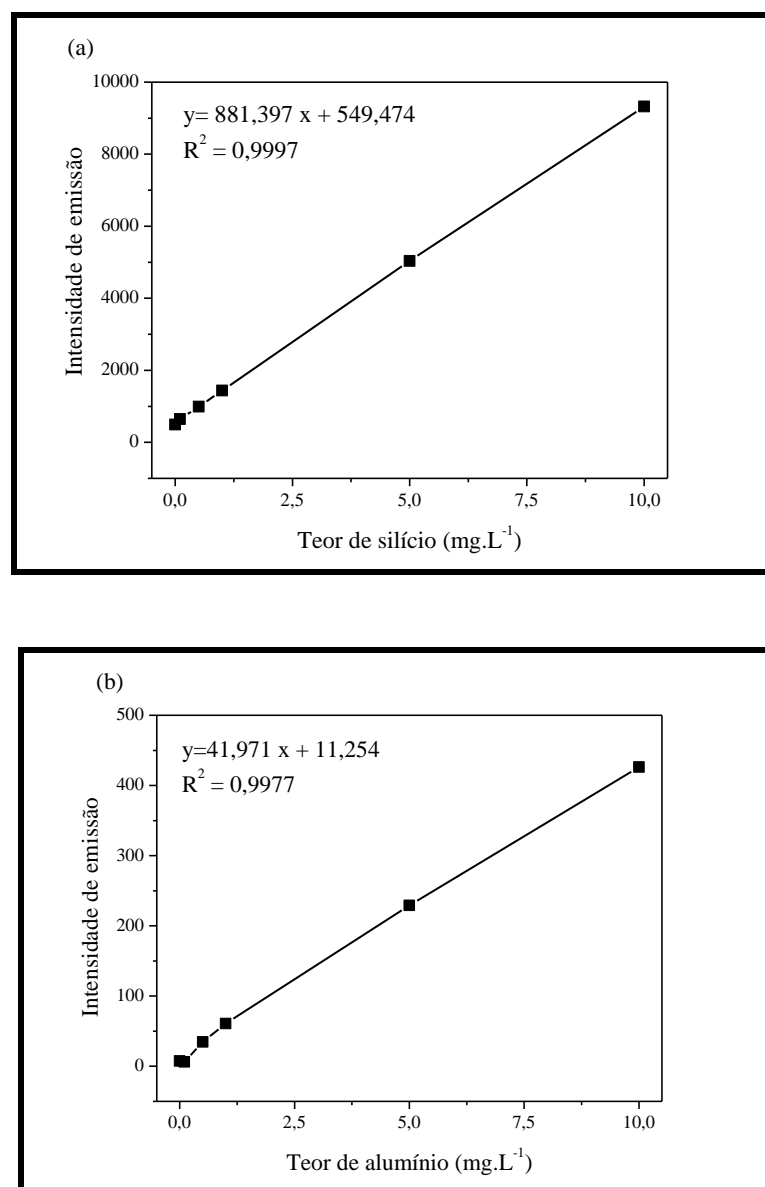 (a)
10000
y= 881,397 x + 549,474
R² = 0,9997
8000
6000
4000
2000
0
Intensidade de emissão
0,0 2,5 5,0 7,5 10,0
Teor de silício (mg.L⁻¹)
(b)
500
y=41,971 x + 11,254
R² = 0,9977
400
300
200
100
0
Intensidade de emissão
0,0 2,5 5,0 7,5 10,0
Teor de alumínio (mg.L⁻¹)